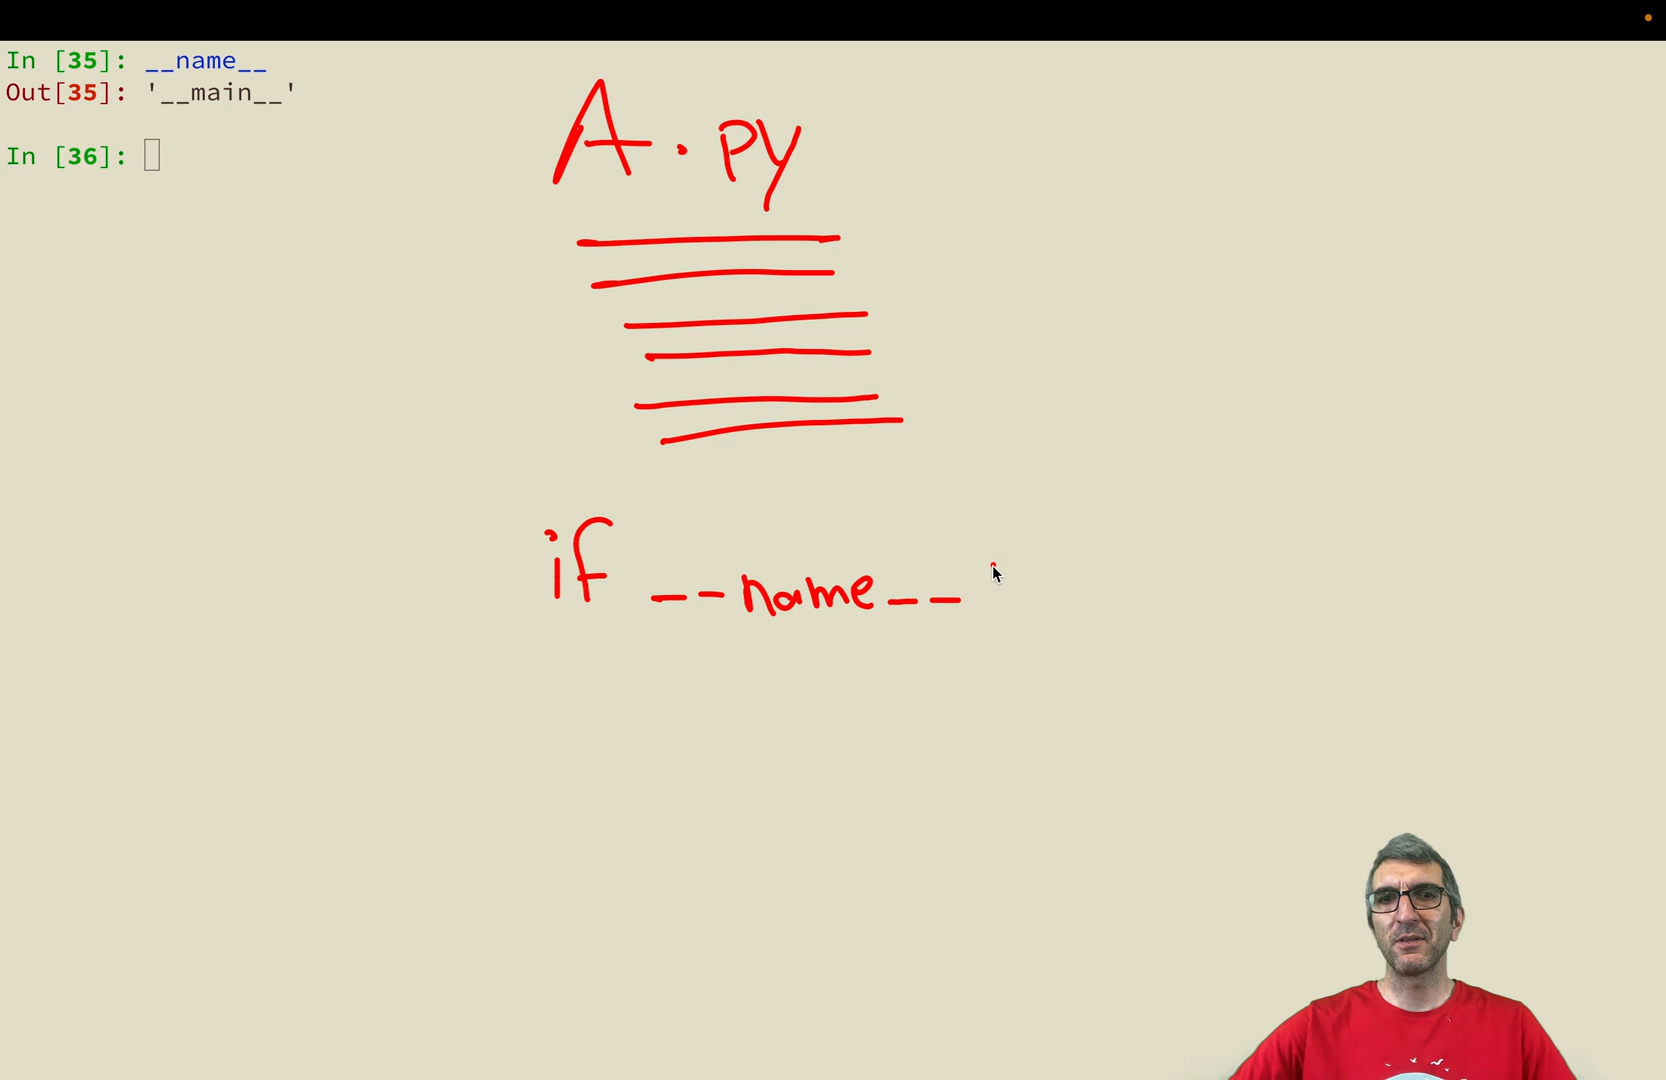 In [35]: __name__
Out[35]: '__main__'
In [36]:
A.py
if __name__